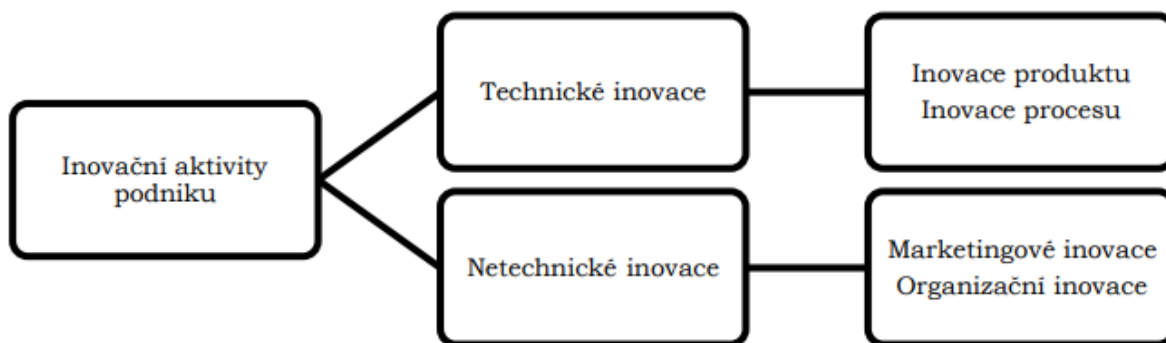 Inovační aktivity
podniku
Technické inovace
Inovace produktu
Inovace procesu
Netechnické inovace
Marketingové inovace
Organizační inovace